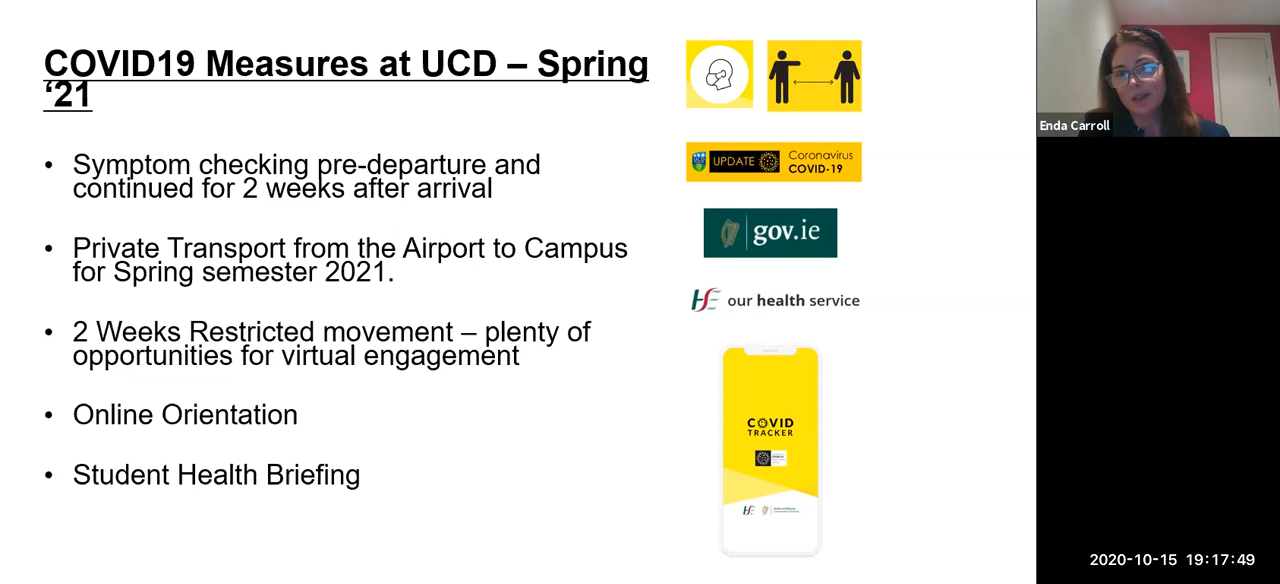 COVID19 Measures at UCD – Spring
‘21
• Symptom checking pre-departure and
continued for 2 weeks after arrival
• Private Transport from the Airport to Campus
for Spring semester 2021.
• 2 Weeks Restricted movement – plenty of
opportunities for virtual engagement
• Online Orientation
• Student Health Briefing
UPDATE
Coronavirus
COVID-19
gov.ie
our health service
COVID
TRACKER
Enda Carroll
2020-10-15 19:17:49